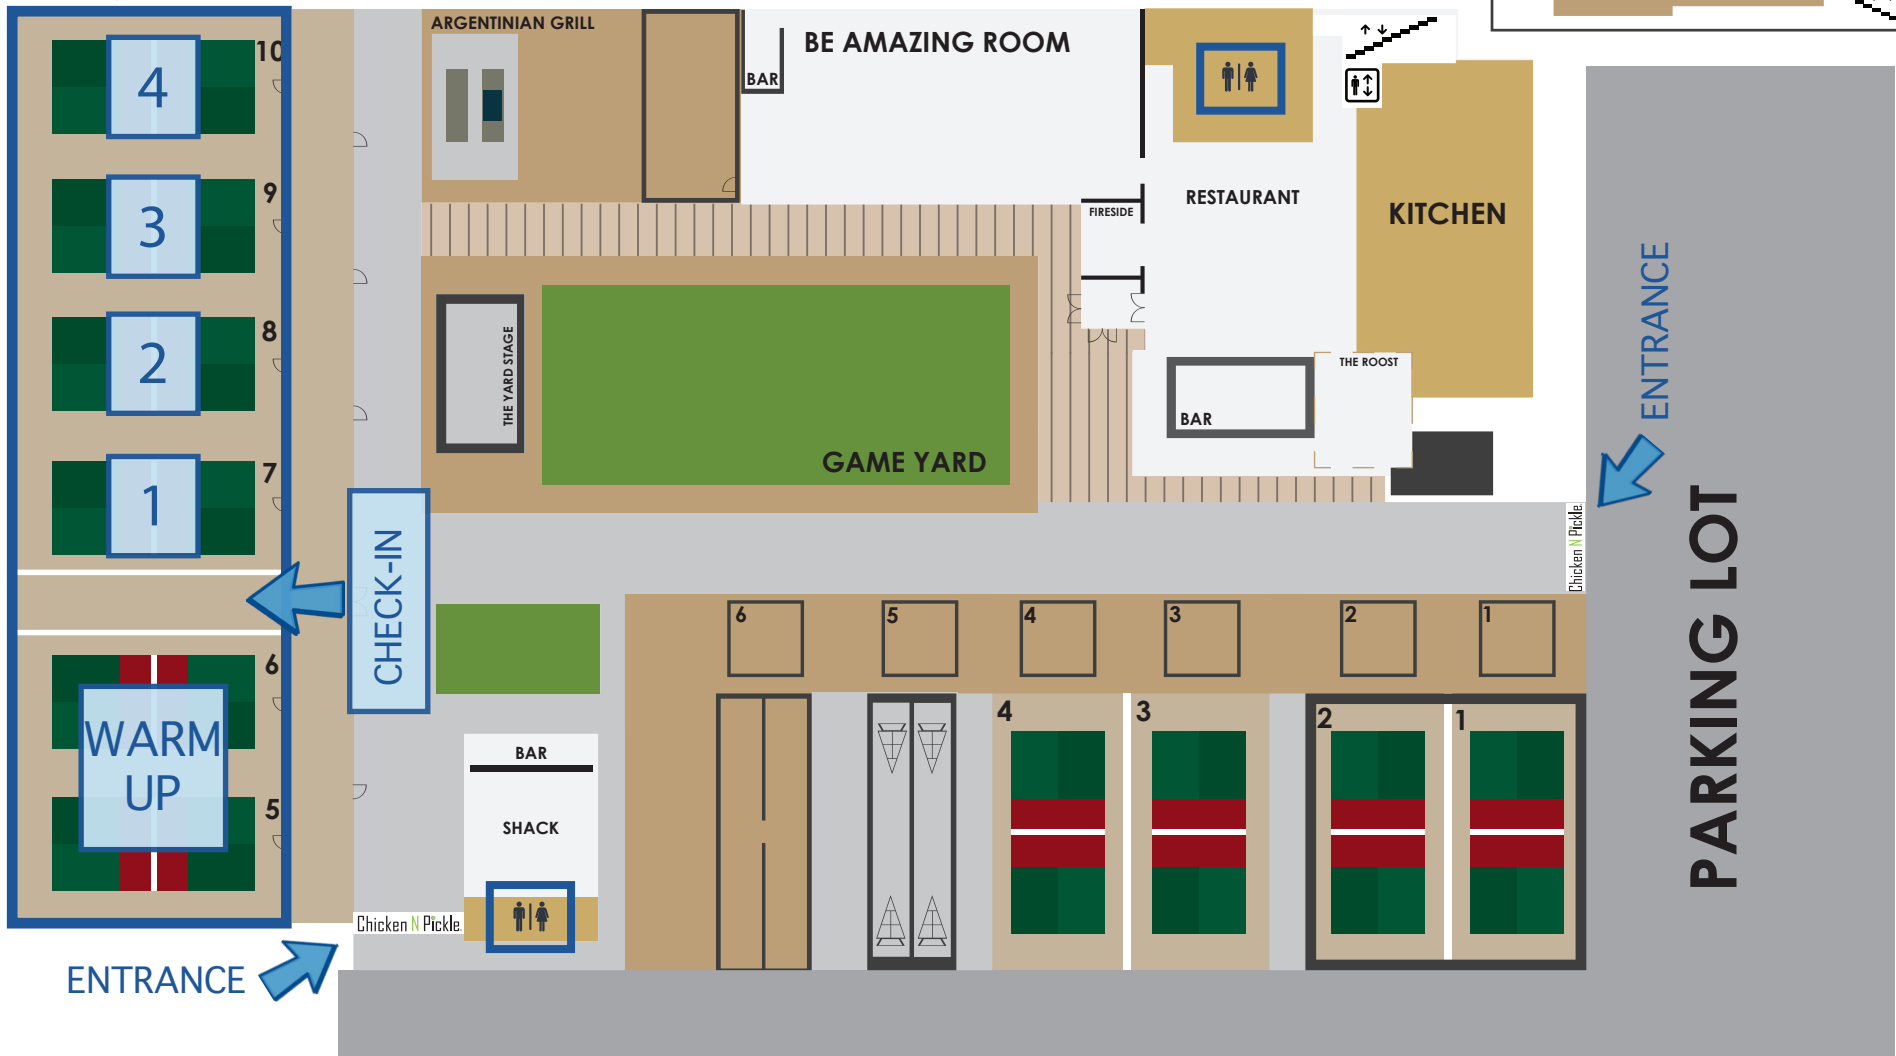 10
4
9
3
8
2
7
1
6
WARM
UP
5
CHECK-IN
ENTRANCE
ARGENTINIAN GRILL
BAR
BE AMAZING ROOM
FIRESIDE
RESTAURANT
KITCHEN
THE YARD STAGE
GAME YARD
BAR
THE ROOST
ENTRANCE
Chicken N Pickle
PARKING LOT
6
5
4
3
2
1
4
3
2
1
BAR
SHACK
Chicken N Pickle